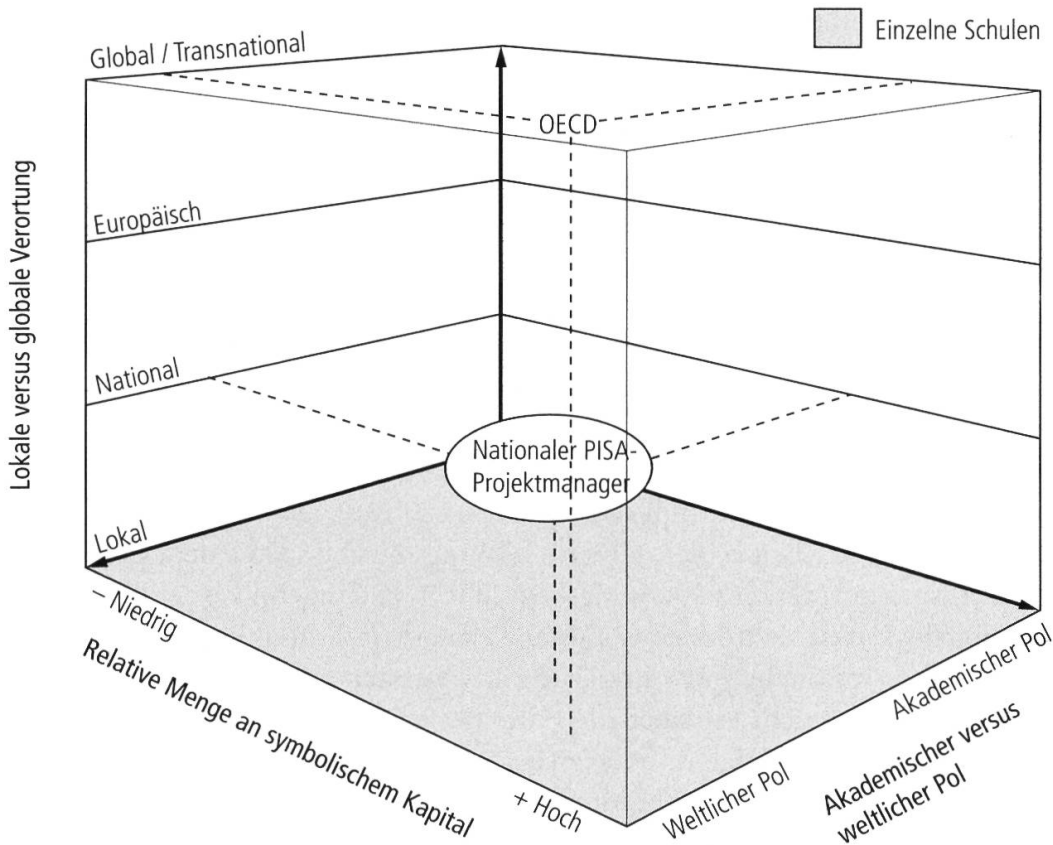 Einzelne Schulen
Global / Transnational
OECD
Lokale versus globale Verortung
Europäisch
National
Nationaler PISA-
Projektmanager
Lokal
– Niedrig
Relative Menge an symbolischem Kapital
+ Hoch
Weltlicher Pol
Akademischer Pol
Akademischer versus
weltlicher Pol